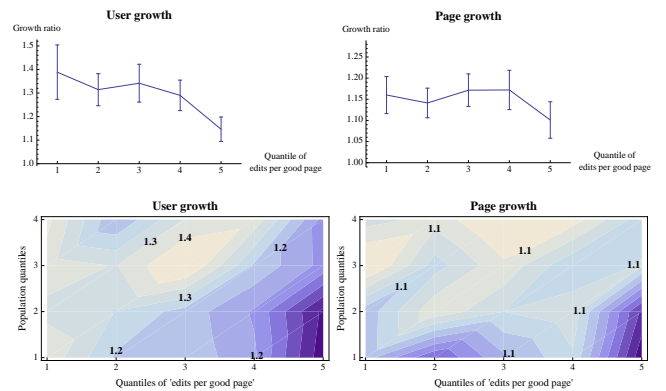 User growth
Growth ratio
1.5
1.4
1.3
1.2
1.1
1.0
1 2 3 4 5
Quantile of
edits per good page
Page growth
Growth ratio
1.25
1.20
1.15
1.10
1.05
1.00
1 2 3 4 5
Quantile of
edits per good page
User growth
Population quantiles
4
3
2
1
1.3
1.4
1.2
1.3
1.2
1.2
1 2 3 4 5
Quantiles of 'edits per good page'
Page growth
Population quantiles
4
3
2
1
1.1
1.1
1.1
1.1
1.1
1.1
1 2 3 4 5
Quantiles of 'edits per good page'